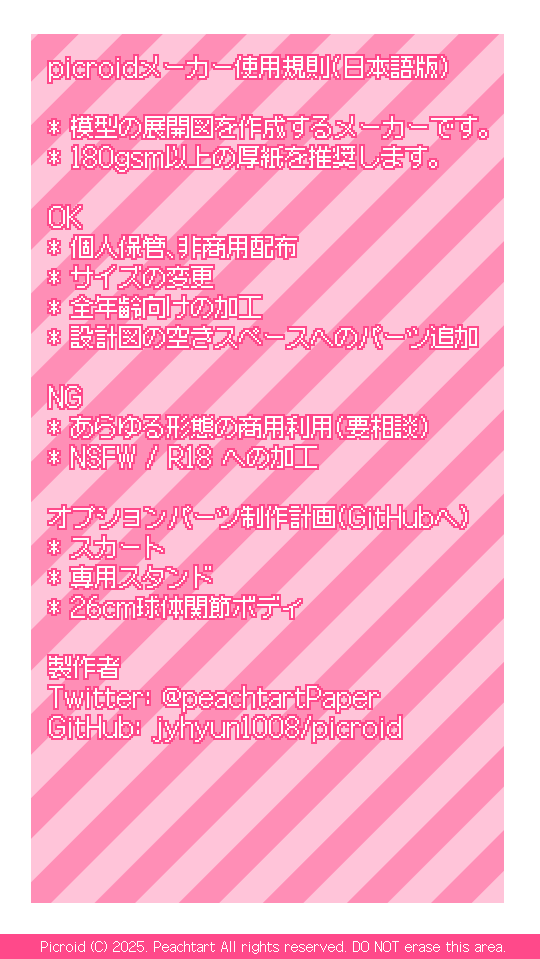 picroidメーカー使用規則(日本語版)
* 模型の展開図を作成するメーカーです。
* 180gsm以上の厚紙を推奨します。
OK
* 個人保管、非商用配布
* サイズの変更
* 全年齢向けの加工
* 設計図の空きスペースへのパーツ追加
NG
* あらゆる形態の商用利用(要相談)
* NSFW / R18 への加工
オプションパーツ制作計画(GitHubへ)
* スカート
* 専用スタンド
* 26cm球体関節ボディ
製作者
Twitter: @peachtartPaper
GitHub: jyhyun1008/picroid
Picroid (C) 2025. Peachtart All rights reserved. DO NOT erase this area.